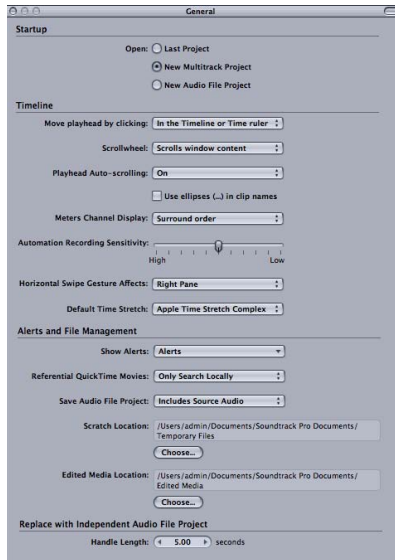 General
Startup
Open: Last Project
New Multitrack Project
New Audio File Project
Timeline
Move playhead by clicking: In the Timeline or Time ruler
Scrollwheel: Scrolls window content
Playhead Auto-scrolling: On
Use ellipses (...) in clip names
Meters Channel Display: Surround order
Automation Recording Sensitivity:
High Low
Horizontal Swipe Gesture Affects: Right Pane
Default Time Stretch: Apple Time Stretch Complex
Alerts and File Management
Show Alerts: Alerts
Referential QuickTime Movies: Only Search Locally
Save Audio File Project: Includes Source Audio
Scratch Location: /Users/admin/Documents/Soundtrack Pro Documents/
Temporary Files
Choose...
Edited Media Location: /Users/admin/Documents/Soundtrack Pro Documents/
Edited Media
Choose...
Replace with Independent Audio File Project
Handle Length: 5.00 seconds